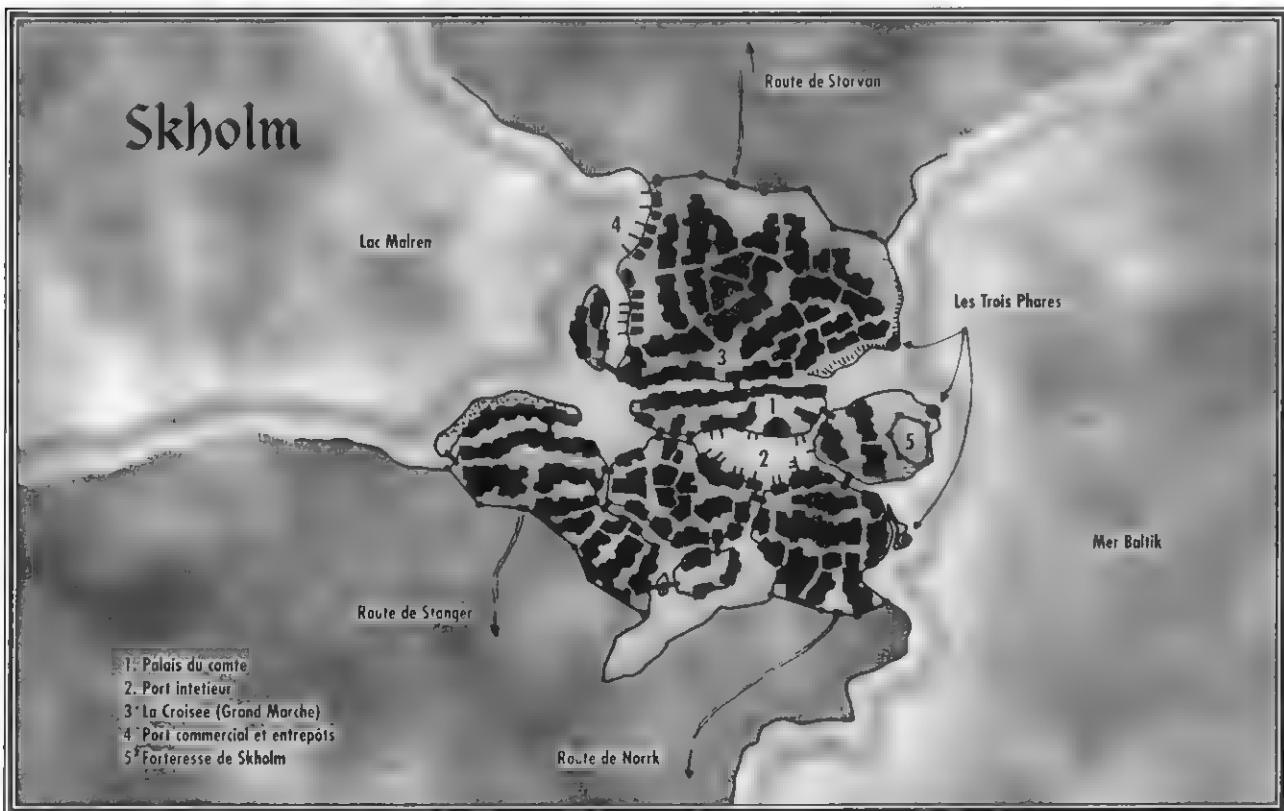 Skholm
Route de Storvan
4
Lac Malren
Les Trois Phares
3
1
5
2
Mer Baltik
Route de Stanger
1. Palais du comte
2. Port intetieur
3 La Croisee (Grand Marche)
4 Port commercial et entrepôts
5 Forteresse de Skholm
Route de Norrk